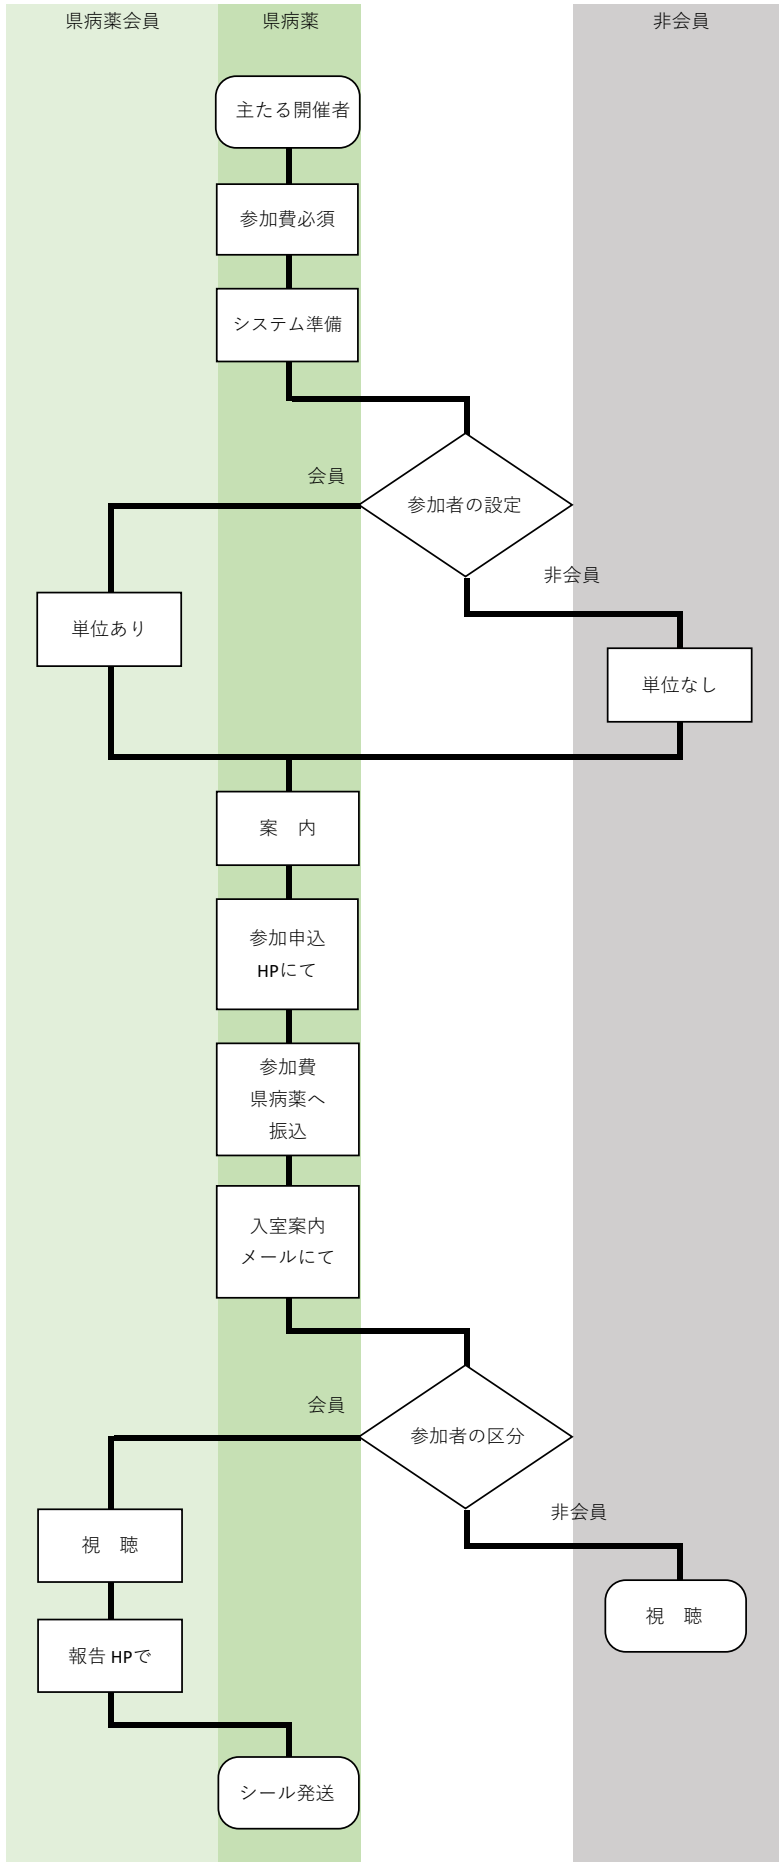 県病薬会員
県病薬
非会員
主たる開催者
参加費必須
システム準備
会員
参加者の設定
非会員
単位あり
単位なし
案　内
参加申込
HPにて
参加費
県病薬へ
振込
入室案内
メールにて
会員
参加者の区分
非会員
視　聴
視　聴
報告 HPで
シール発送